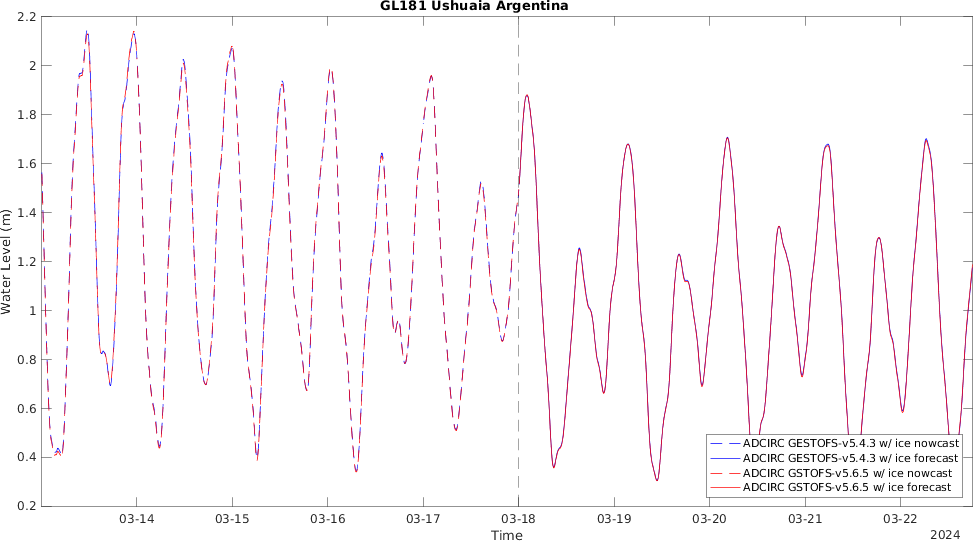 GL181 Ushuaia Argentina
2.2
2
1.8
1.6
1.4
1.2
1
0.8
0.6
0.4
0.2
Water Level (m)
ADCIRC GESTOFS-v5.4.3 w/ ice nowcast
ADCIRC GESTOFS-v5.4.3 w/ ice forecast
ADCIRC GSTOFS-v5.6.5 w/ ice nowcast
ADCIRC GSTOFS-v5.6.5 w/ ice forecast
03-14 03-15 03-16 03-17 03-18 03-19 03-20 03-21 03-22
Time
2024